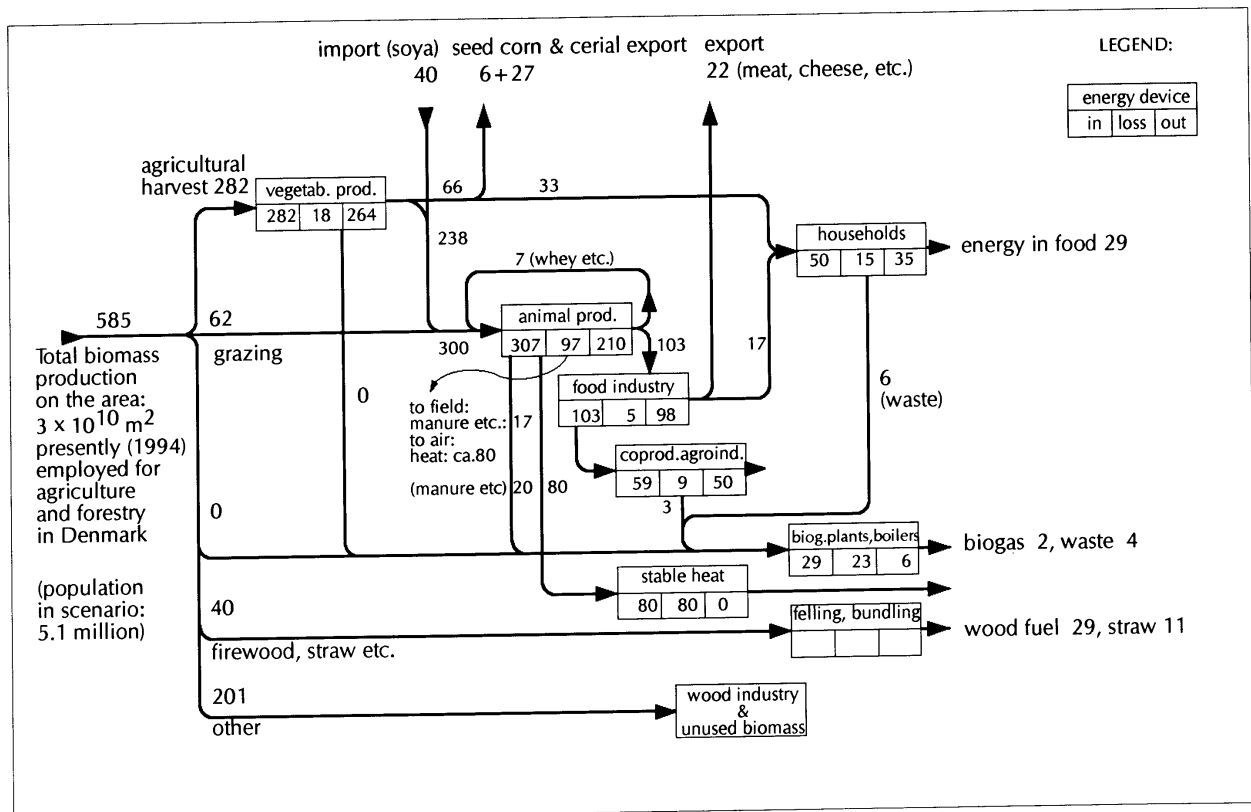 import (soya) seed corn & cerial export export
40 6+27 22 (meat, cheese, etc.)
LEGEND:
energy device
in loss out
agricultural
harvest 282
vegetab. prod.
282 18 264
66 33
238
households
50 15 35
energy in food 29
7 (whey etc.)
585
62
grazing
300
animal prod.
307 97 210
103
17
Total biomass
production
on the area:
3 x 10¹⁰ m²
presently (1994)
employed for
agriculture
and forestry
in Denmark
(population
in scenario:
5.1 million)
0
to field:
manure etc.: 17
to air:
heat: ca.80
(manure etc) 20 80
food industry
103 5 98
6
(waste)
coprod.agroind.
59 9 50
3
0
biog.plants,boilers
29 23 6
biogas 2, waste 4
stable heat
80 80 0
40
firewood, straw etc.
felling, bundling
wood fuel 29, straw 11
201
other
wood industry
&
unused biomass